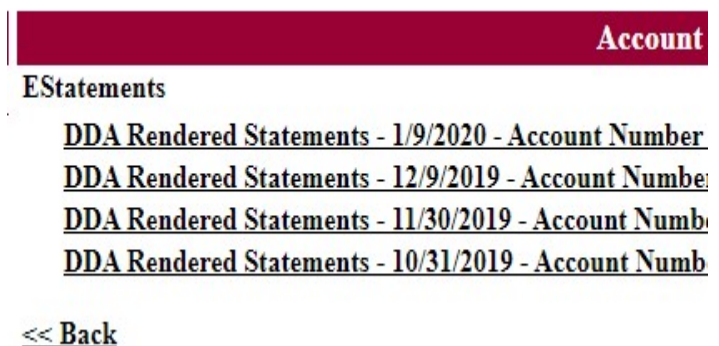 Account
EStatements
DDA Rendered Statements - 1/9/2020 - Account Number
DDA Rendered Statements - 12/9/2019 - Account Number
DDA Rendered Statements - 11/30/2019 - Account Numbe
DDA Rendered Statements - 10/31/2019 - Account Numb
<< Back